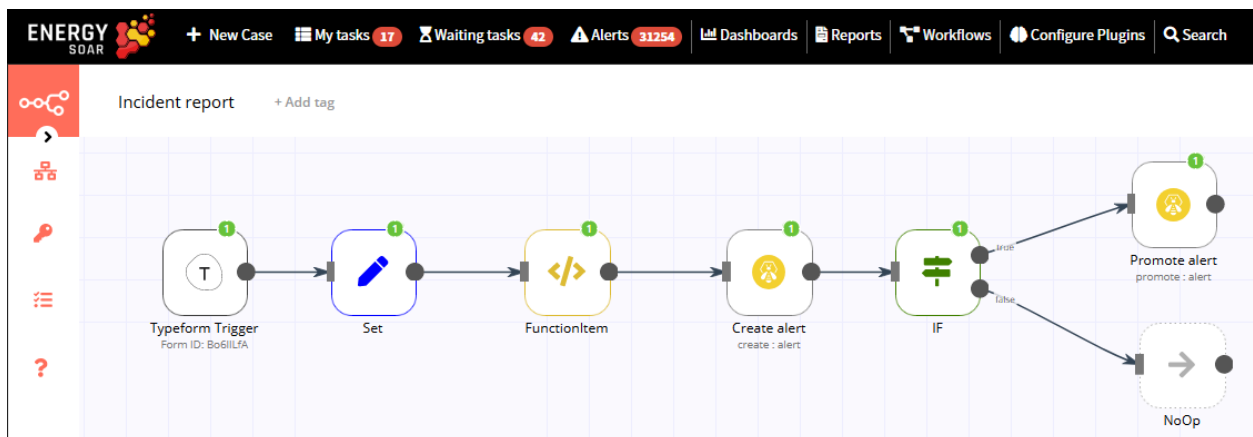 ENERGY
SOAR
New Case
My tasks 17
Waiting tasks 42
Alerts 31254
Dashboards
Reports
Workflows
Configure Plugins
Search
Incident report
+ Add tag
1
1
1
1
1
1
T
true
false
Typeform Trigger
Form ID: Bo6IlLfA
Set
FunctionItem
Create alert
create : alert
IF
Promote alert
promote : alert
NoOp